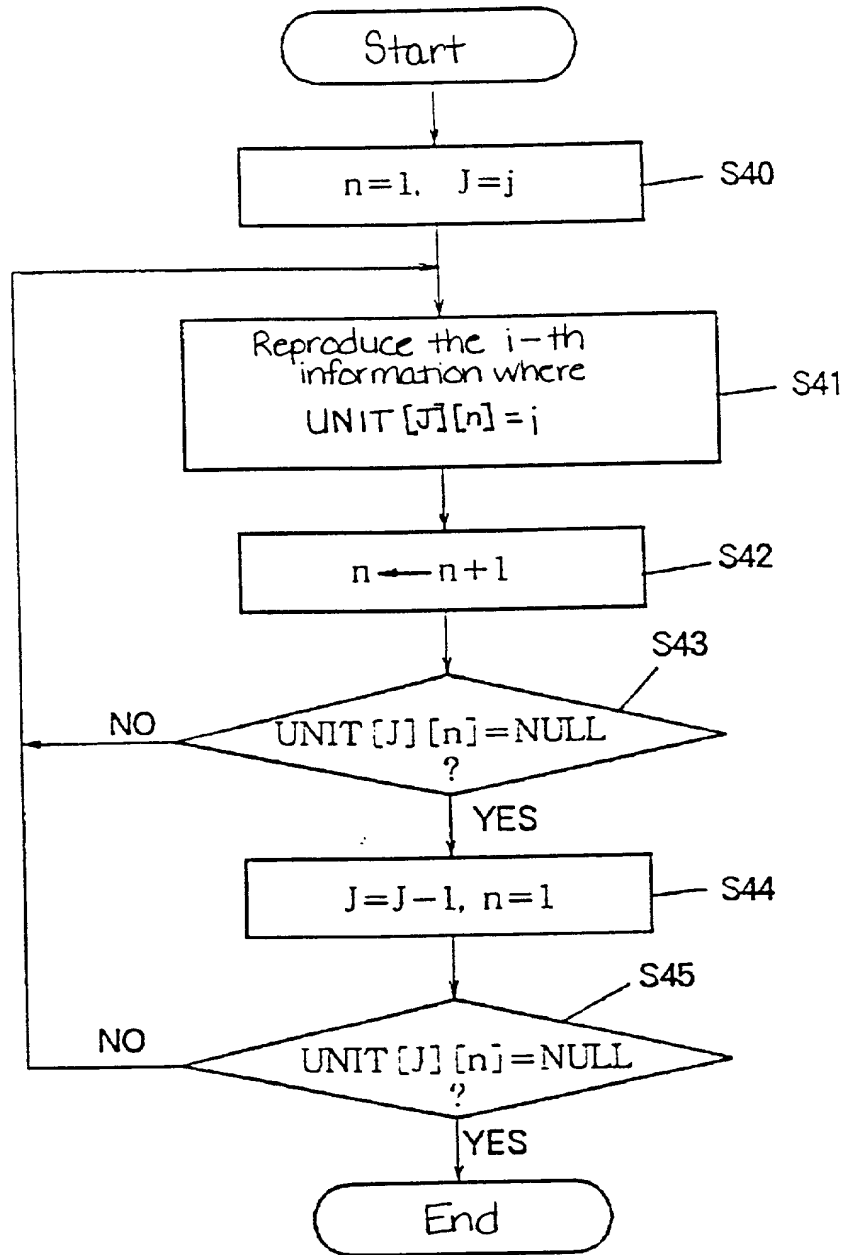 Start
n=1, J=j
S40
Reproduce the i-th
information where
UNIT[J][n]=i
S41
n←n+1
S42
S43
UNIT[J][n]=NULL
?
NO
YES
J=J-1, n=1
S44
S45
UNIT[J][n]=NULL
?
NO
YES
End